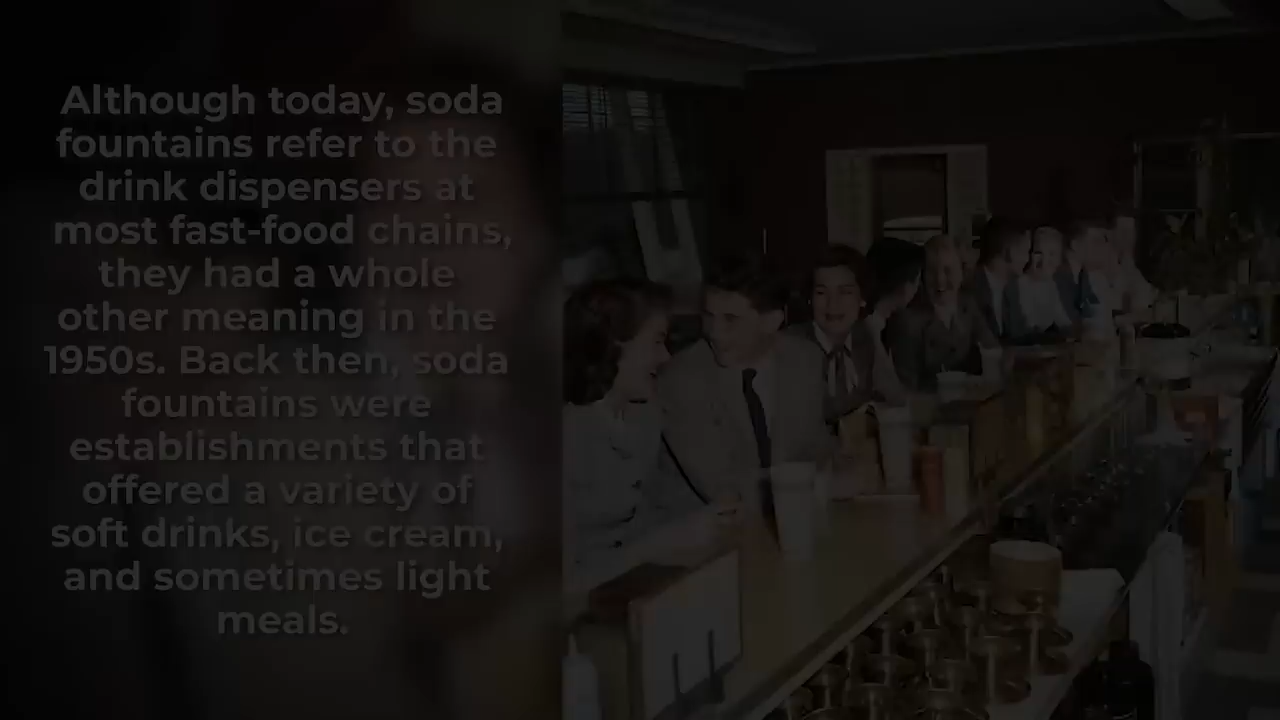 Although today, soda
fountains refer to the
drink dispensers at
most fast-food chains,
they had a whole
other meaning in the
1950s. Back then, soda
fountains were
establishments that
offered a variety of
soft drinks, ice cream,
and sometimes light
meals.